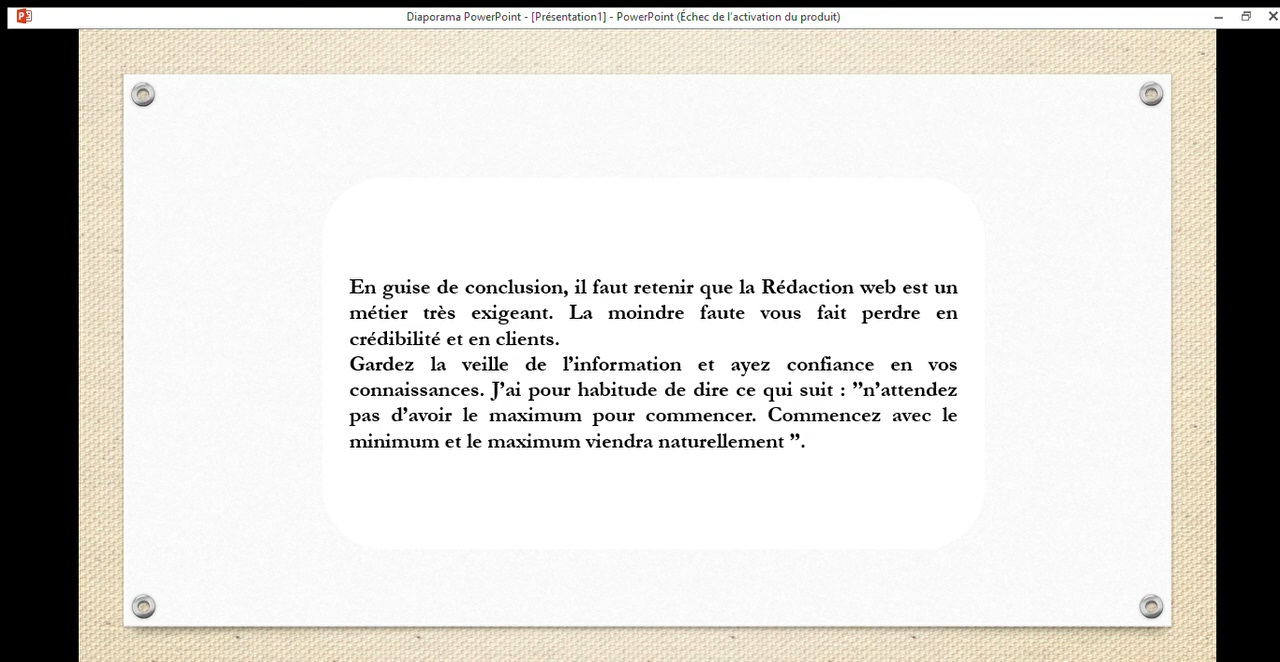 Diaporama PowerPoint - [Présentation1] - PowerPoint (Échec de l'activation du produit)
En guise de conclusion, il faut retenir que la Rédaction web est un
métier très exigeant. La moindre faute vous fait perdre en
crédibilité et en clients.
Gardez la veille de l’information et ayez confiance en vos
connaissances. J’ai pour habitude de dire ce qui suit : ”n’attendez
pas d’avoir le maximum pour commencer. Commencez avec le
minimum et le maximum viendra naturellement ”.